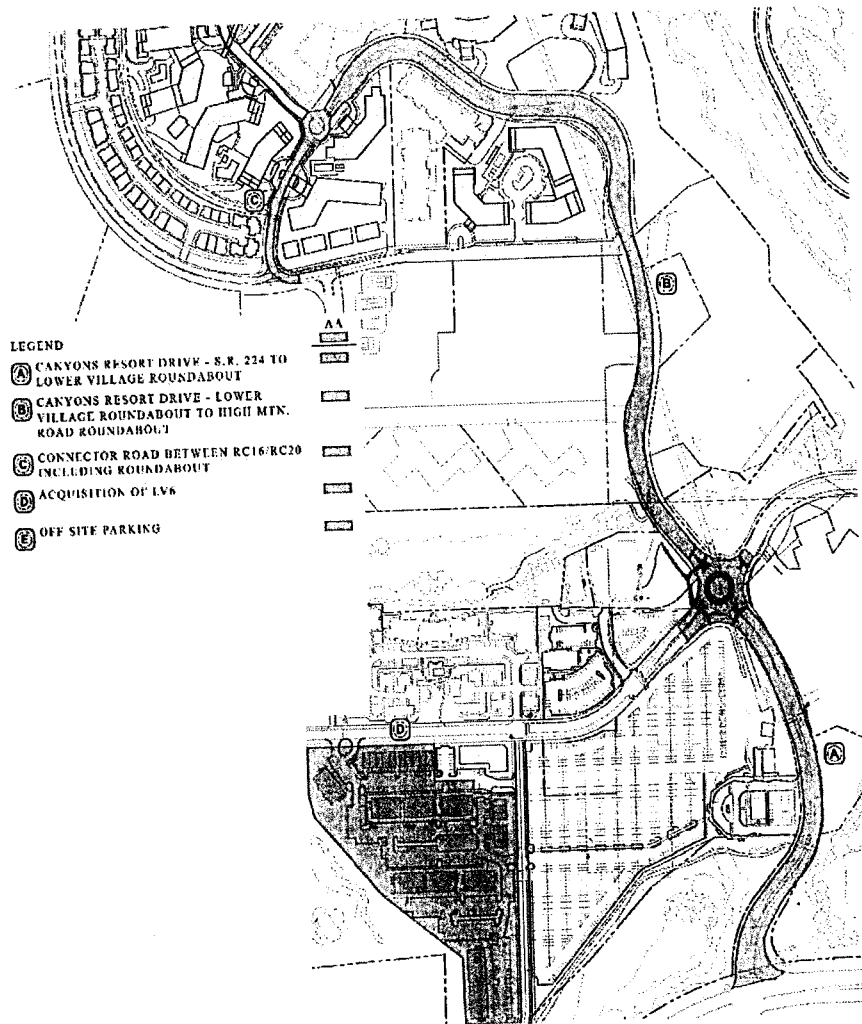 AA
LEGEND
A CANYONS RESORT DRIVE - S.R. 224 TO
LOWER VILLAGE ROUNDABOUT
B CANYONS RESORT DRIVE - LOWER
VILLAGE ROUNDABOUT TO HIGH MTN.
ROAD ROUNDABOUT
C CONNECTOR ROAD BETWEEN RC16/RC20
INCLUDING ROUNDABOUT
D ACQUISITION OF LV6
E OFF SITE PARKING
C
B
D
A